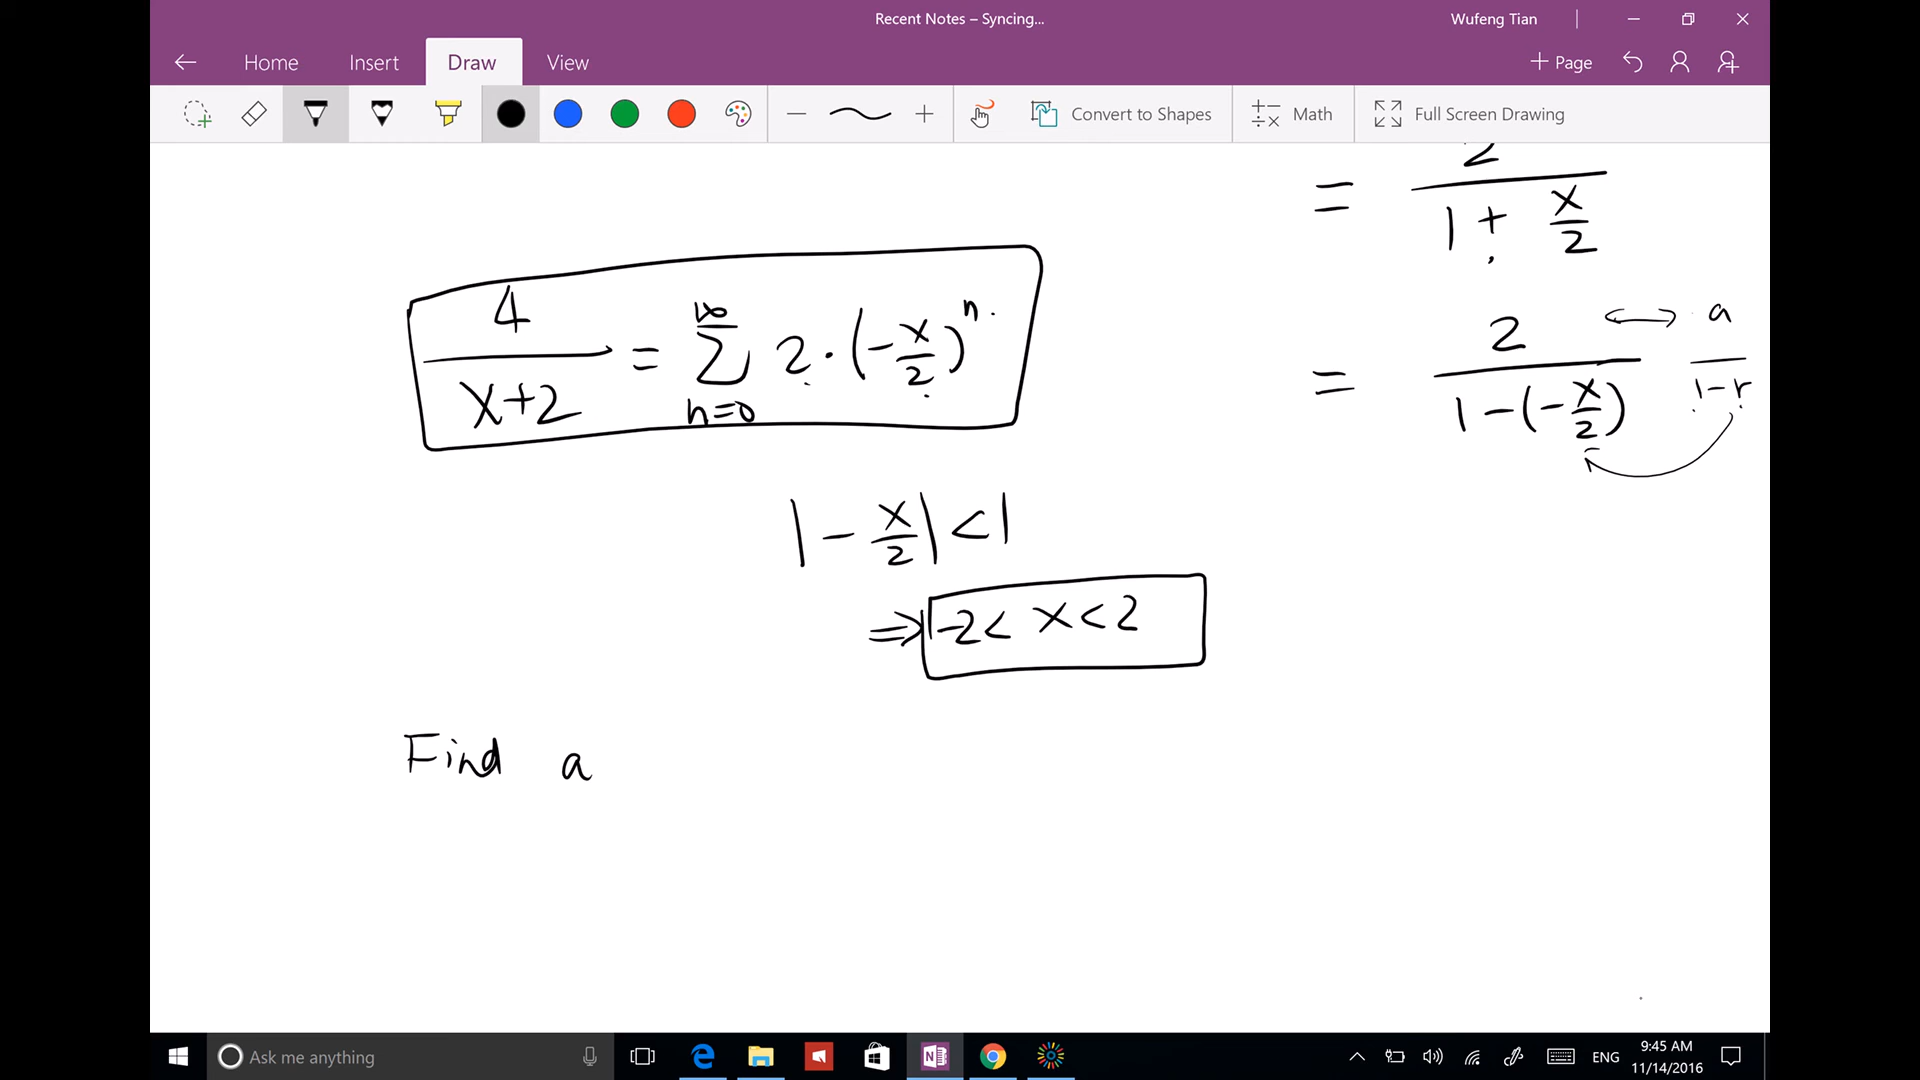 Recent Notes – Syncing...
Wufeng Tian
Home
Insert
Draw
View
Page
Convert to Shapes
Math
Full Screen Drawing
= 2 / (1 + x/2)
4 / (x+2) = ∑_{n=0}^{∞} 2 · (-x/2)^n
= 2 / (1-(-x/2)) ↔ a / (1-r)
|-x/2| < 1
⇒ -2 < x < 2
Find a
Ask me anything
ENG
9:45 AM
11/14/2016